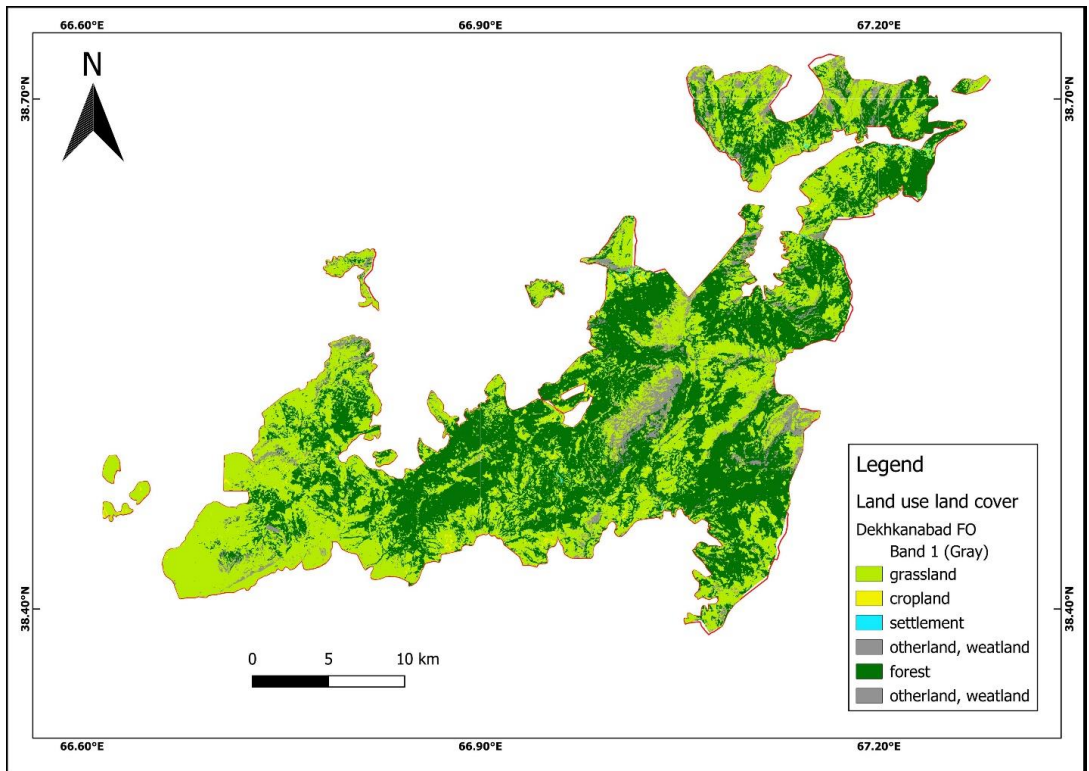 66.60°E 66.90°E 67.20°E
N
38.70°N 38.70°N
Legend
Land use land cover
Dekhkanabad FO
Band 1 (Gray)
grassland
cropland
settlement
otherland, weatland
forest
otherland, weatland
38.40°N 38.40°N
0 5 10 km
66.60°E 66.90°E 67.20°E